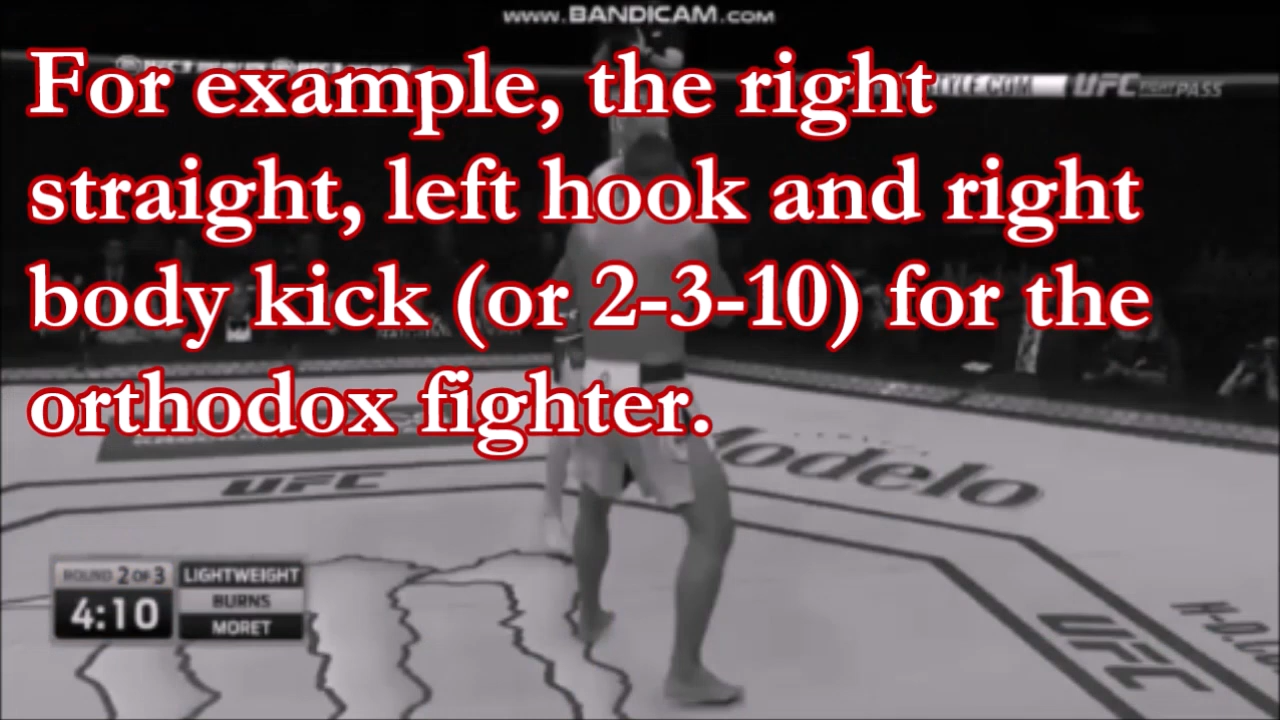 www.BANDICAM.com
For example, the right
straight, left hook and right
body kick (or 2-3-10) for the
orthodox fighter.
UFC FIGHT PASS
Modelo
UFC
ROUND 2 OF 3
LIGHTWEIGHT
4:10
BURNS
MORET
UFC